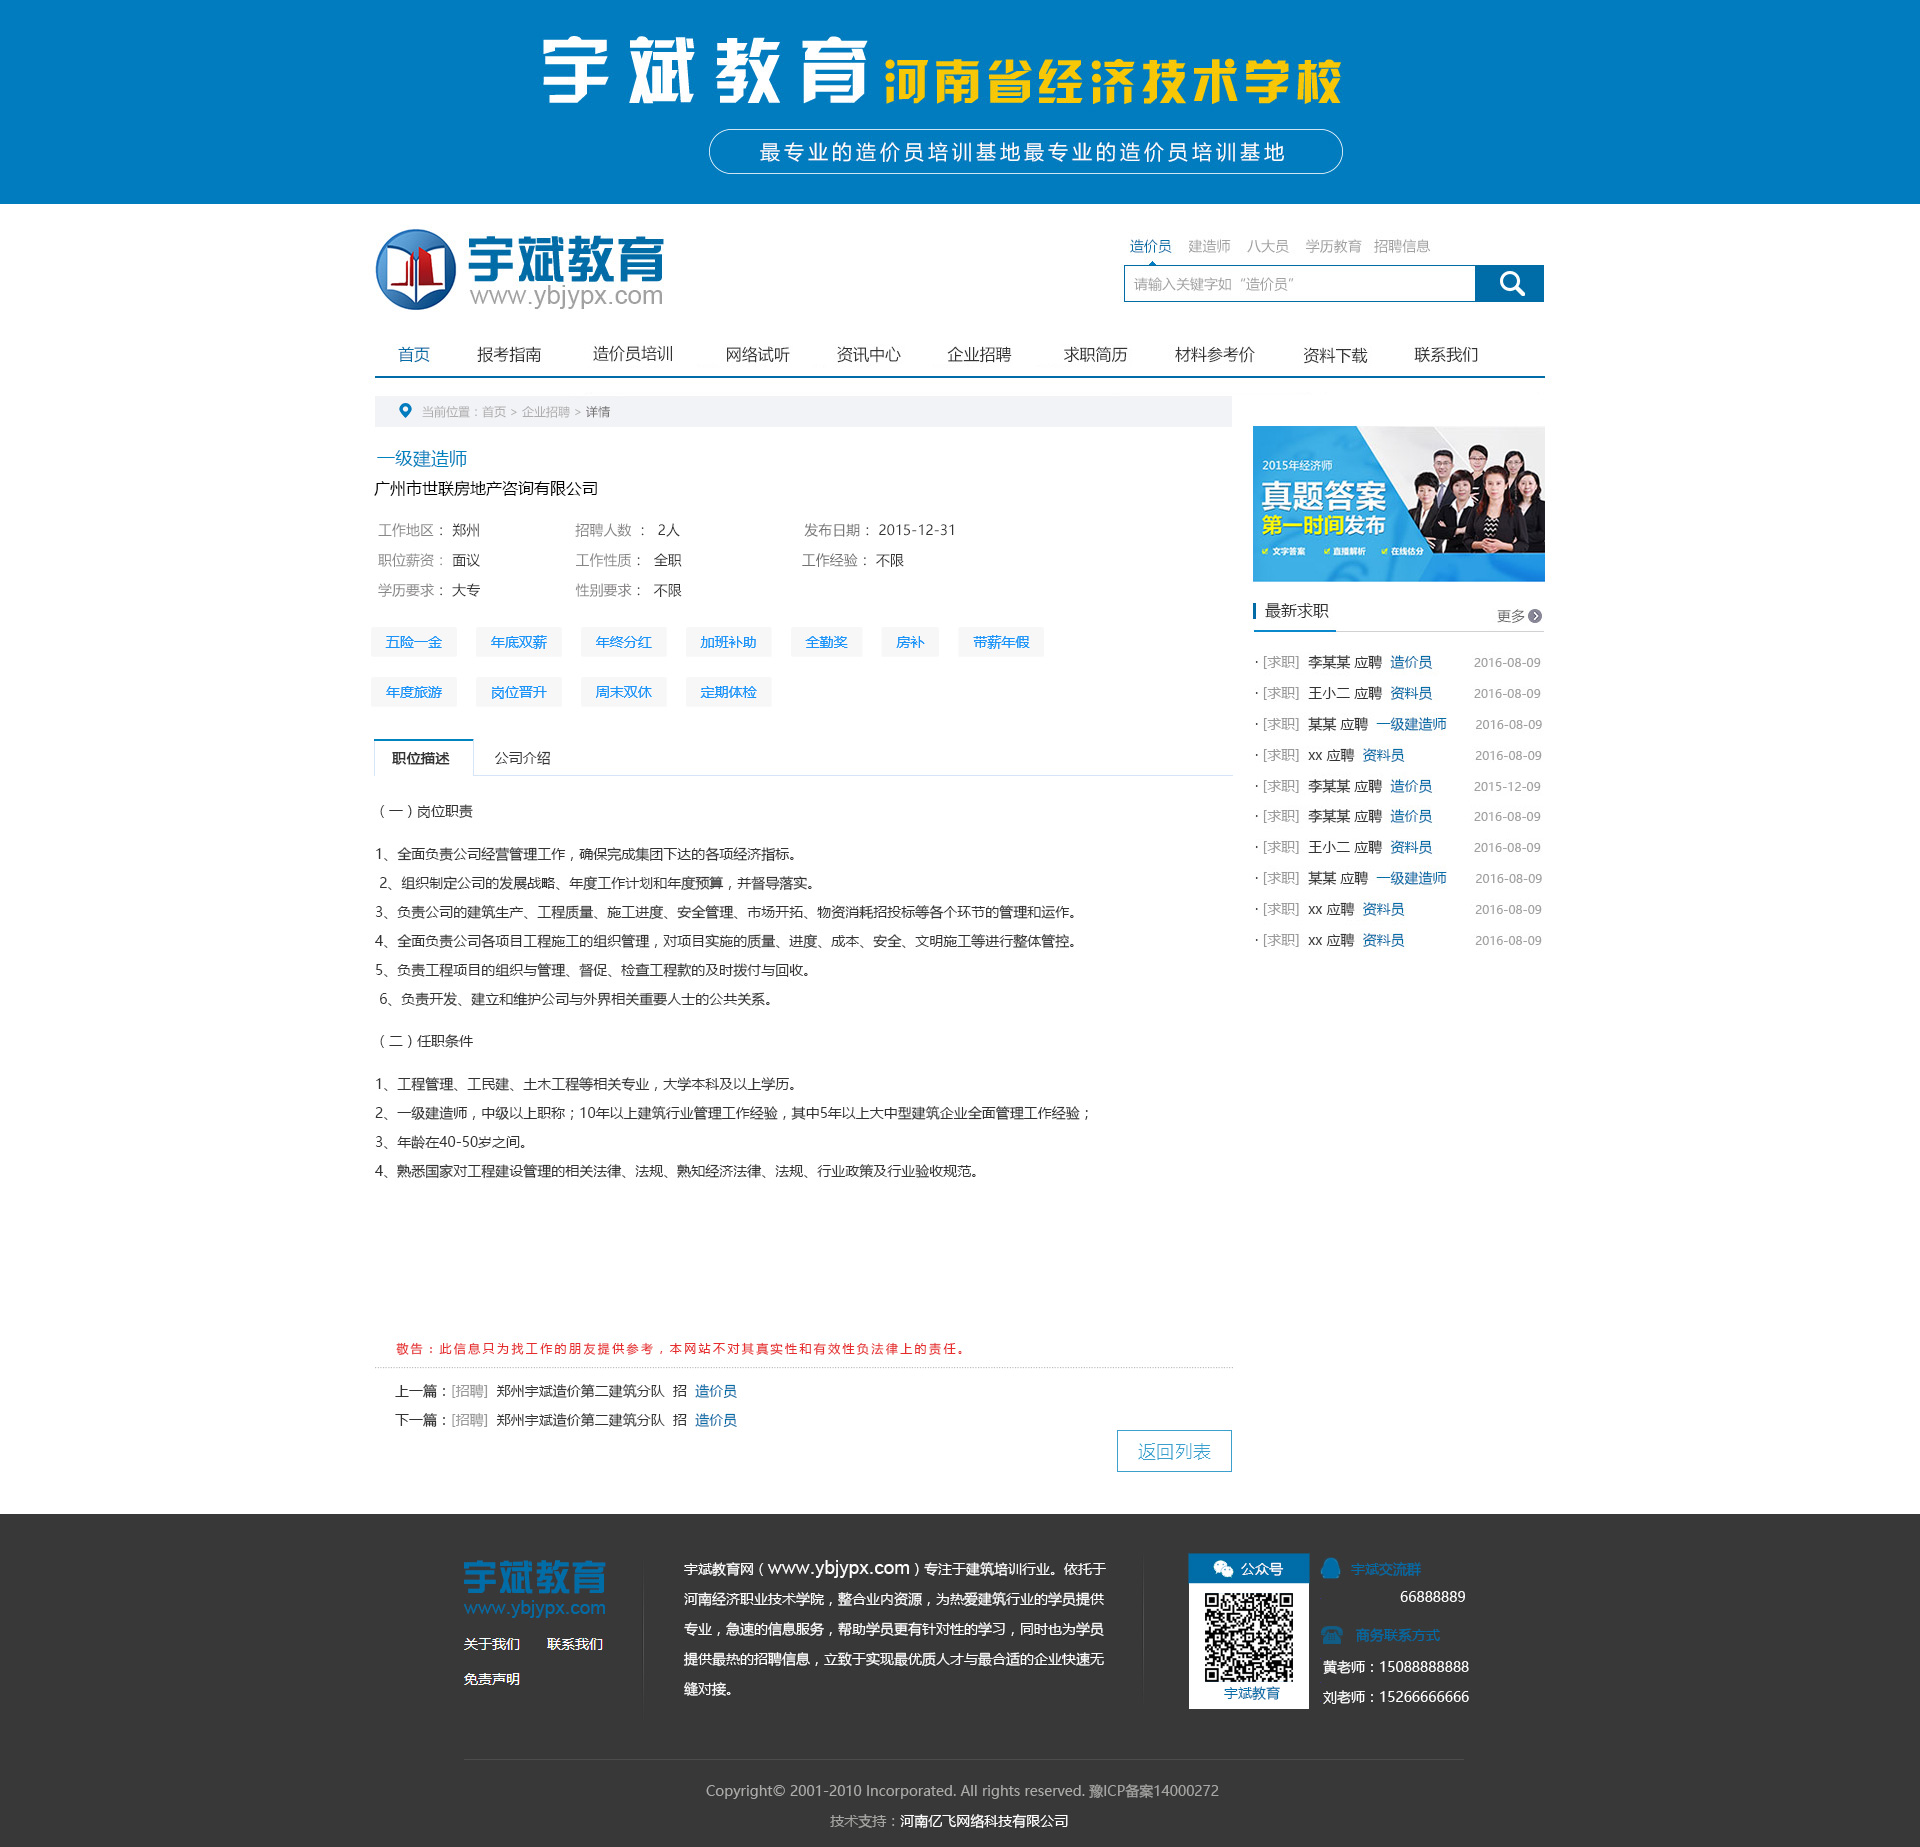 宇斌教育 河南省经济技术学校
最专业的造价员培训基地最专业的造价员培训基地
宇斌教育
www.ybjypx.com
造价员 建造师 八大员 学历教育 招聘信息
请输入关键字如“造价员”
首页 报考指南 造价员培训 网络试听 资讯中心 企业招聘 求职简历 材料参考价 资料下载 联系我们
当前位置：首页 > 企业招聘 > 详情
一级建造师
广州市世联房地产咨询有限公司
工作地区： 郑州 招聘人数 ： 2人 发布日期： 2015-12-31
职位薪资： 面议 工作性质： 全职 工作经验： 不限
学历要求： 大专 性别要求： 不限
五险一金 年底双薪 年终分红 加班补助 全勤奖 房补 带薪年假
年度旅游 岗位晋升 周末双休 定期体检
职位描述 公司介绍
（一）岗位职责
1、全面负责公司经营管理工作，确保完成集团下达的各项经济指标。
2、组织制定公司的发展战略、年度工作计划和年度预算，并督导落实。
3、负责公司的建筑生产、工程质量、施工进度、安全管理、市场开拓、物资消耗招投标等各个环节的管理和运作。
4、全面负责公司各项目工程施工的组织管理，对项目实施的质量、进度、成本、安全、文明施工等进行整体管控。
5、负责工程项目的组织与管理、督促、检查工程款的及时拨付与回收。
6、负责开发、建立和维护公司与外界相关重要人士的公共关系。
（二）任职条件
1、工程管理、工民建、土木工程等相关专业，大学本科及以上学历。
2、一级建造师，中级以上职称；10年以上建筑行业管理工作经验，其中5年以上大中型建筑企业全面管理工作经验；
3、年龄在40-50岁之间。
4、熟悉国家对工程建设管理的相关法律、法规、熟知经济法律、法规、行业政策及行业验收规范。
敬告：此信息只为找工作的朋友提供参考，本网站不对其真实性和有效性负法律上的责任。
上一篇：[招聘] 郑州宇斌造价第二建筑分队 招 造价员
下一篇：[招聘] 郑州宇斌造价第二建筑分队 招 造价员
返回列表
2015年经济师
真题答案
第一时间发布
文字答案 直播解析 在线估分
最新求职 更多
· [求职] 李某某 应聘 造价员 2016-08-09
· [求职] 王小二 应聘 资料员 2016-08-09
· [求职] 某某 应聘 一级建造师 2016-08-09
· [求职] xx 应聘 资料员 2016-08-09
· [求职] 李某某 应聘 造价员 2015-12-09
· [求职] 李某某 应聘 造价员 2016-08-09
· [求职] 王小二 应聘 资料员 2016-08-09
· [求职] 某某 应聘 一级建造师 2016-08-09
· [求职] xx 应聘 资料员 2016-08-09
· [求职] xx 应聘 资料员 2016-08-09
宇斌教育
www.ybjypx.com
关于我们 联系我们
免责声明
宇斌教育网（www.ybjypx.com）专注于建筑培训行业。依托于
河南经济职业技术学院，整合业内资源，为热爱建筑行业的学员提供
专业，急速的信息服务，帮助学员更有针对性的学习，同时也为学员
提供最热的招聘信息，立致于实现最优质人才与最合适的企业快速无
缝对接。
公众号
宇斌教育
宇斌交流群
66888889
商务联系方式
黄老师：15088888888
刘老师：15266666666
Copyright© 2001-2010 Incorporated. All rights reserved. 豫ICP备案14000272
技术支持：河南亿飞网络科技有限公司